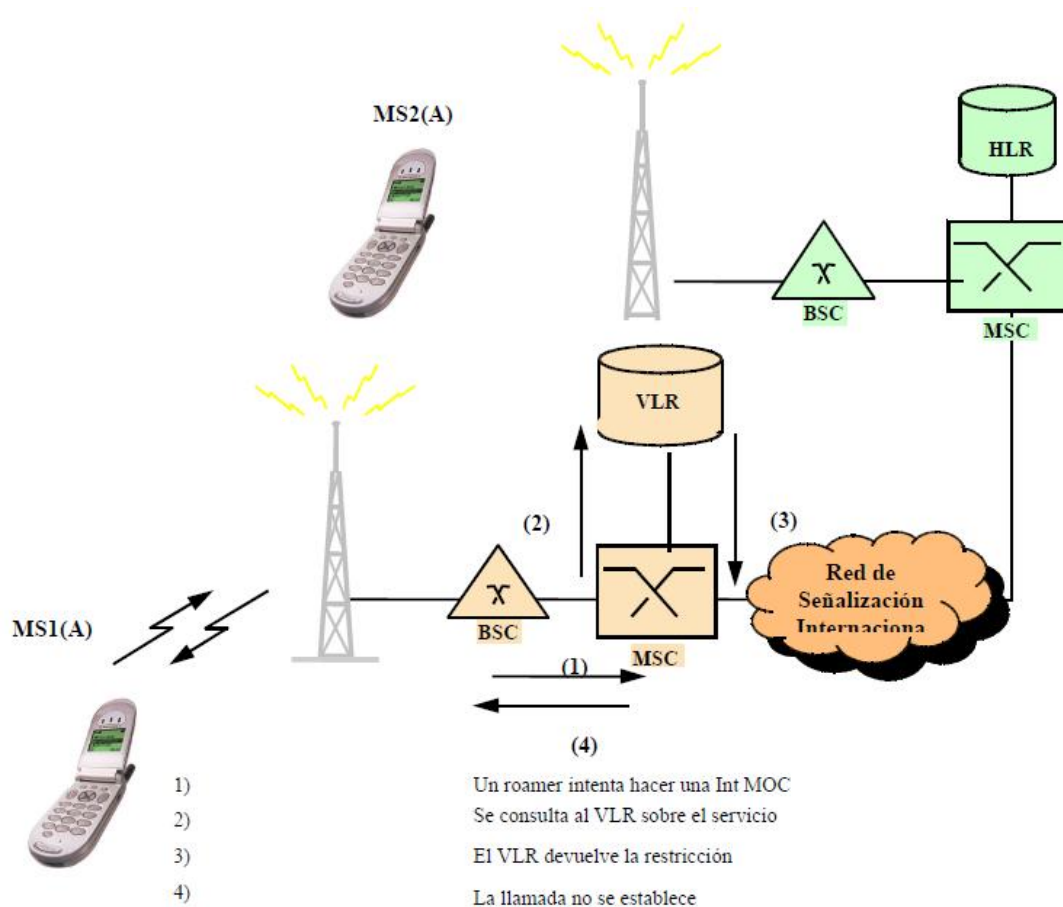 MS2(A)
HLR
BSC
MSC
VLR
(2)
(3)
Red de
Señalización
Internaciona
MS1(A)
BSC
MSC
(1)
(4)
1) Un roamer intenta hacer una Int MOC
2) Se consulta al VLR sobre el servicio
3) El VLR devuelve la restricción
4) La llamada no se establece